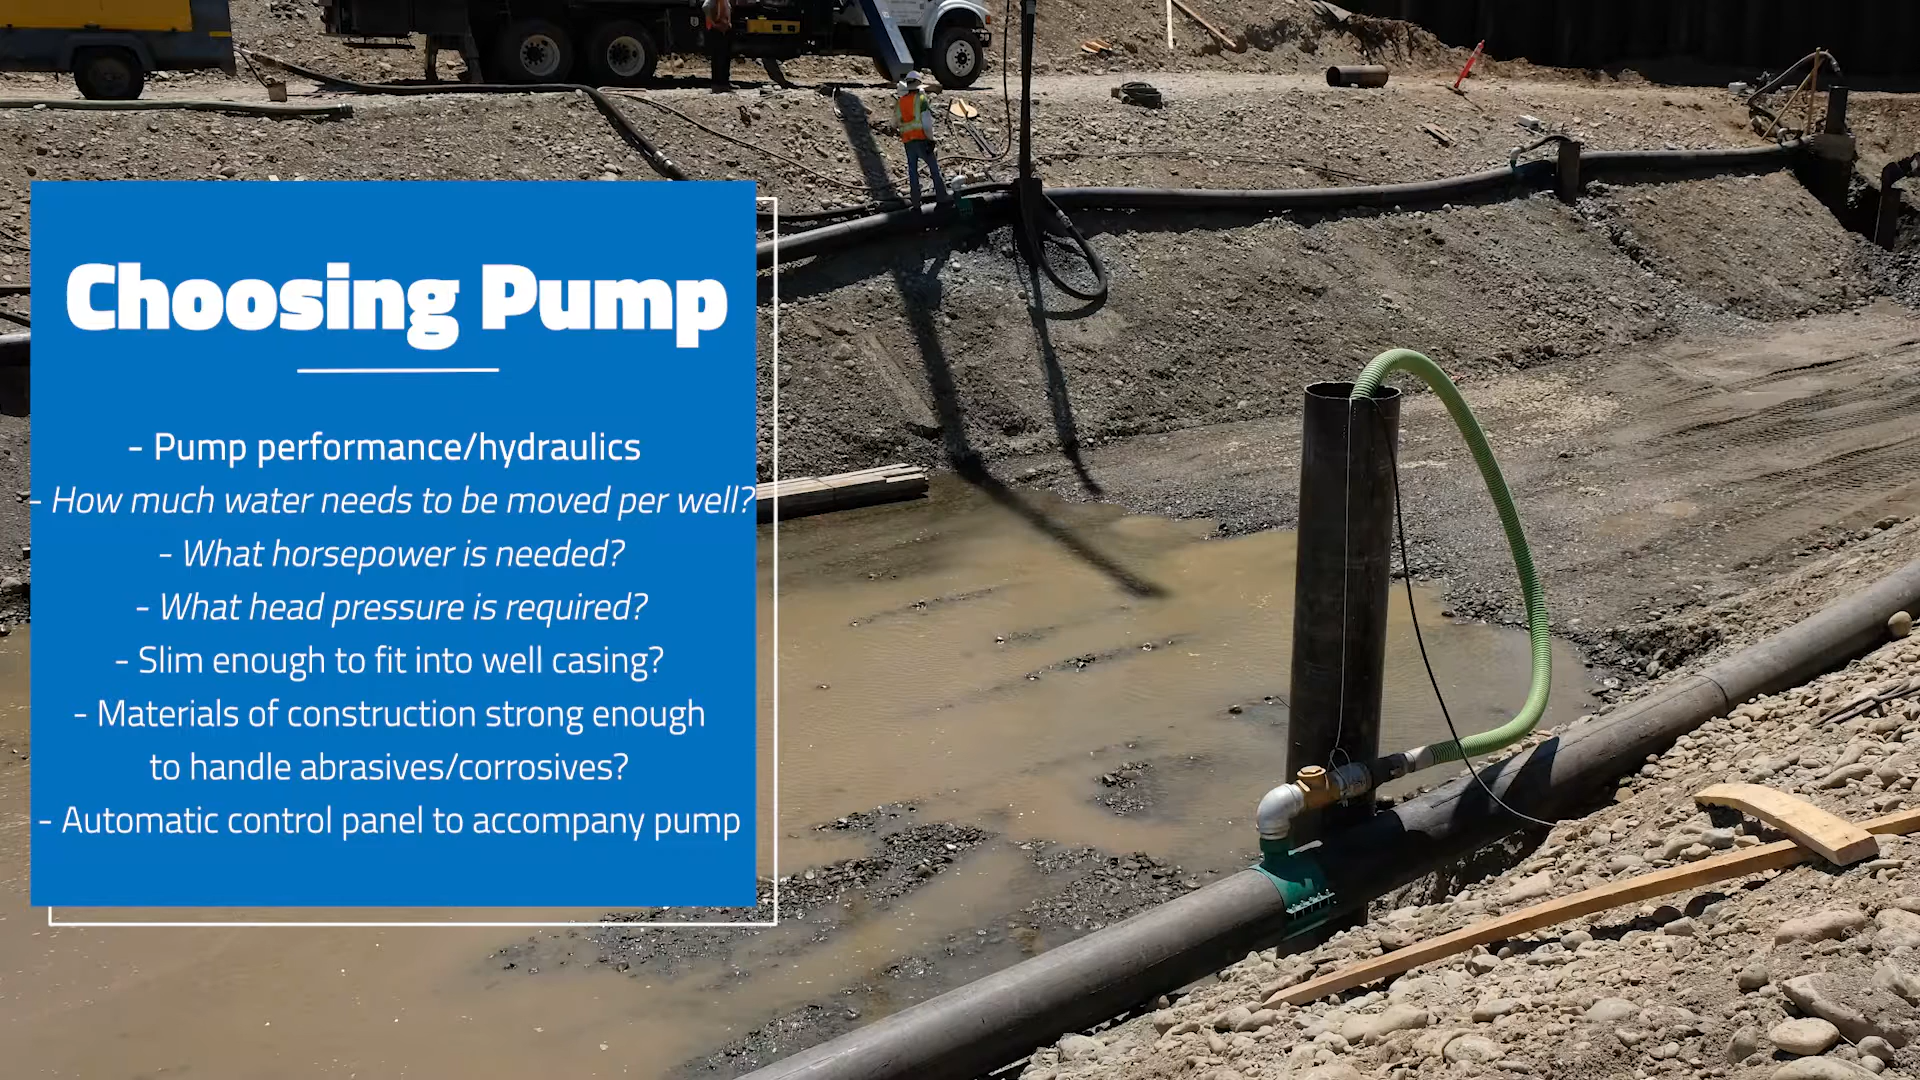 Choosing Pump
- Pump performance/hydraulics
- How much water needs to be moved per well?
- What horsepower is needed?
- What head pressure is required?
- Slim enough to fit into well casing?
- Materials of construction strong enough
to handle abrasives/corrosives?
- Automatic control panel to accompany pump